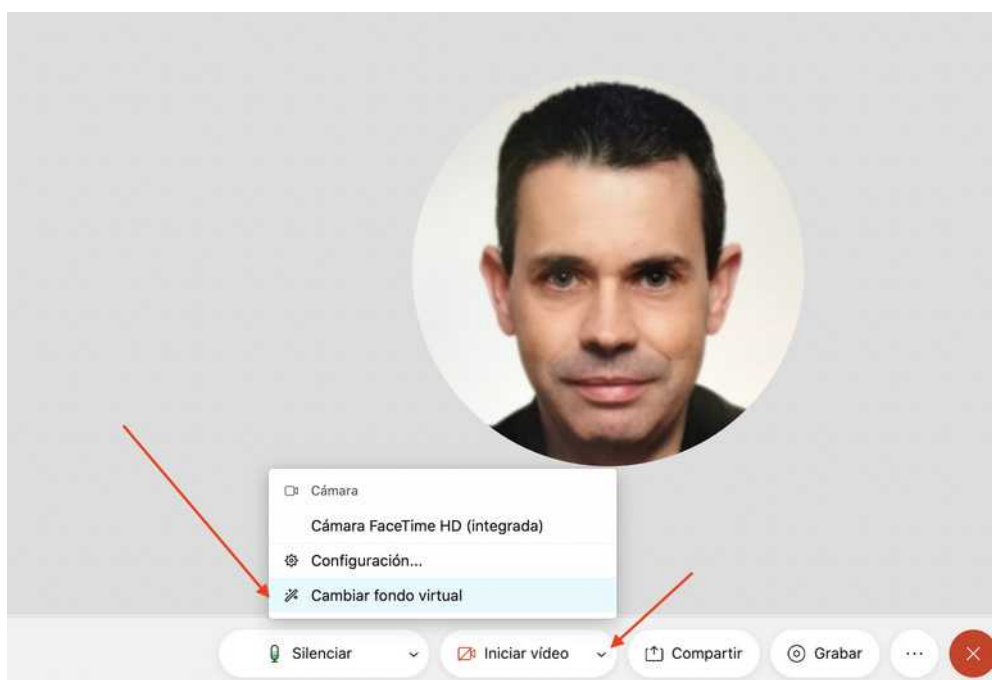 Cámara
Cámara FaceTime HD (integrada)
Configuración...
Cambiar fondo virtual
Silenciar
Iniciar vídeo
Compartir
Grabar